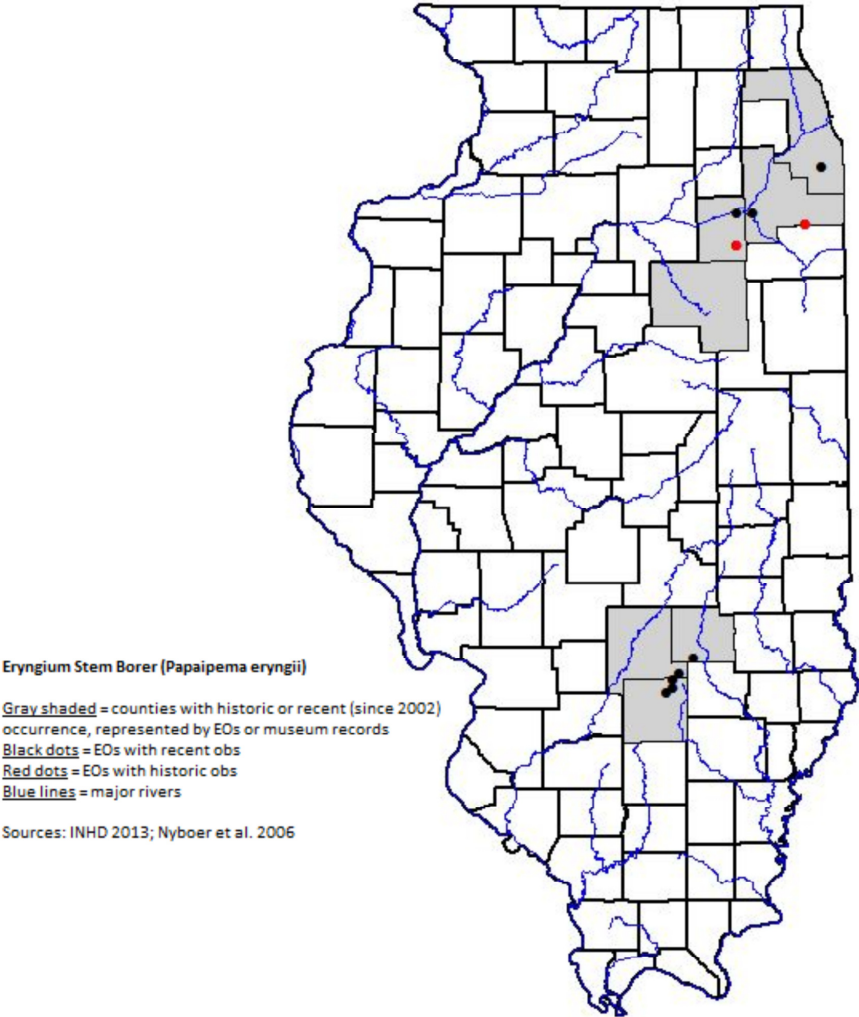 Eryngium Stem Borer (Papaipema eryngii)
Gray shaded = counties with historic or recent (since 2002)
occurrence, represented by EOs or museum records
Black dots = EOs with recent obs
Red dots = EOs with historic obs
Blue lines = major rivers
Sources: INHD 2013; Nyboer et al. 2006